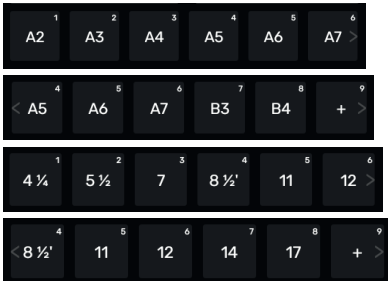 1 2 3 4 5 6
A2 A3 A4 A5 A6 A7 >
4 5 6 7 8 9
< A5 A6 A7 B3 B4 + >
1 2 3 4 5 6
4 ¼ 5 ½ 7 8 ½' 11 12 >
4 5 6 7 8 9
< 8 ½' 11 12 14 17 + >